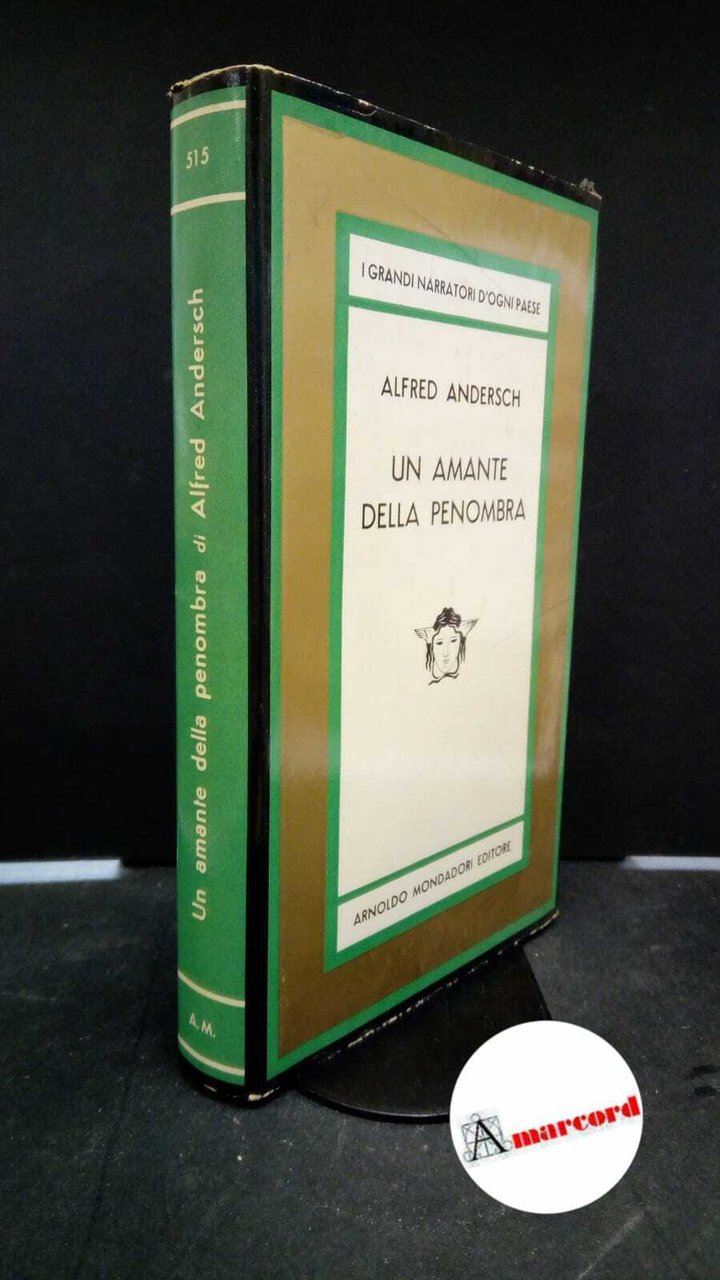 515
Un amante della penombra di Alfred Andersch
A.M.
I GRANDI NARRATORI D'OGNI PAESE
ALFRED ANDERSCH
UN AMANTE
DELLA PENOMBRA
ARNOLDO MONDADORI EDITORE
Amarcord